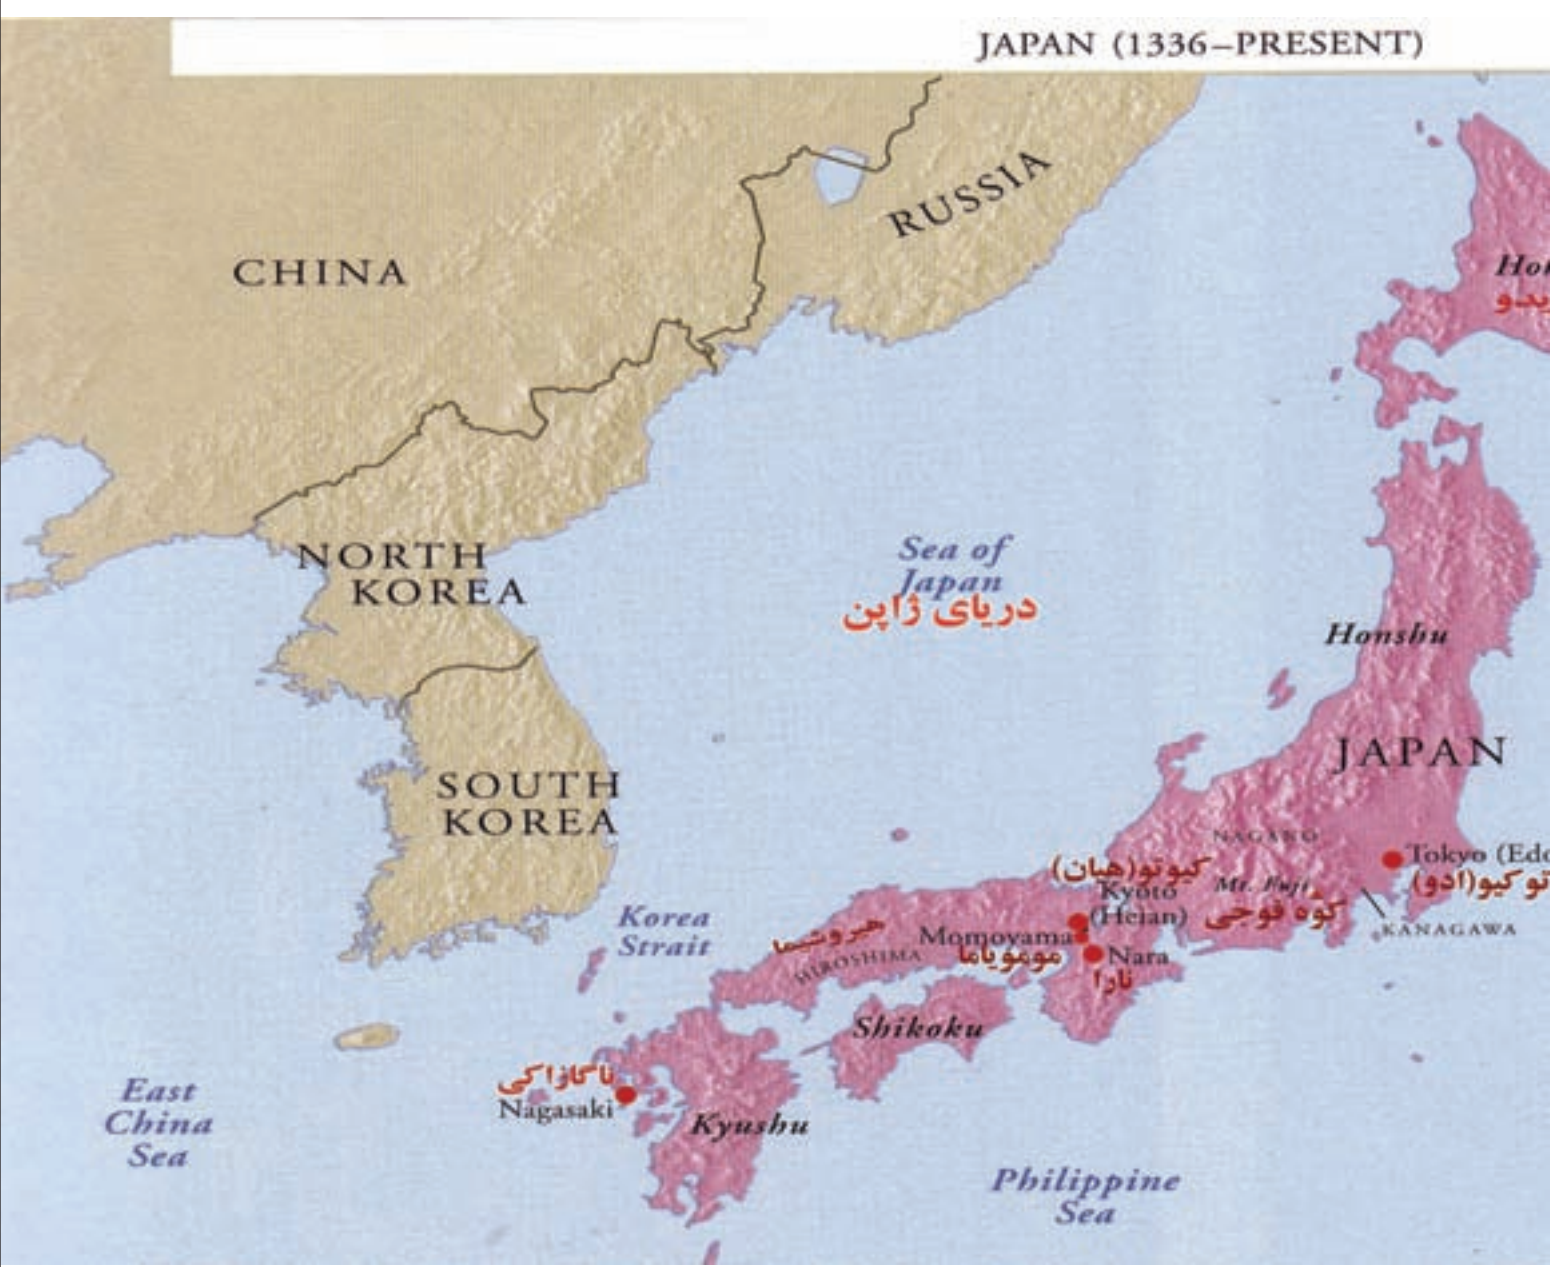 JAPAN (1336–PRESENT)
RUSSIA
CHINA
NORTH
KOREA
Sea of
Japan
دریای ژاپن
Honshu
JAPAN
SOUTH
KOREA
NAGANO
Tokyo (Edo
توکیو(ادو)
کیوتو(هیان)
Kyoto
(Heian)
Mt. Fuji
کوه فوجی
KANAGAWA
Korea
Strait
هیروشیما
HIROSHIMA
Momoyama
مومویاما
Nara
نارا
Shikoku
ناکازاکی
Nagasaki
Kyushu
East
China
Sea
Philippine
Sea